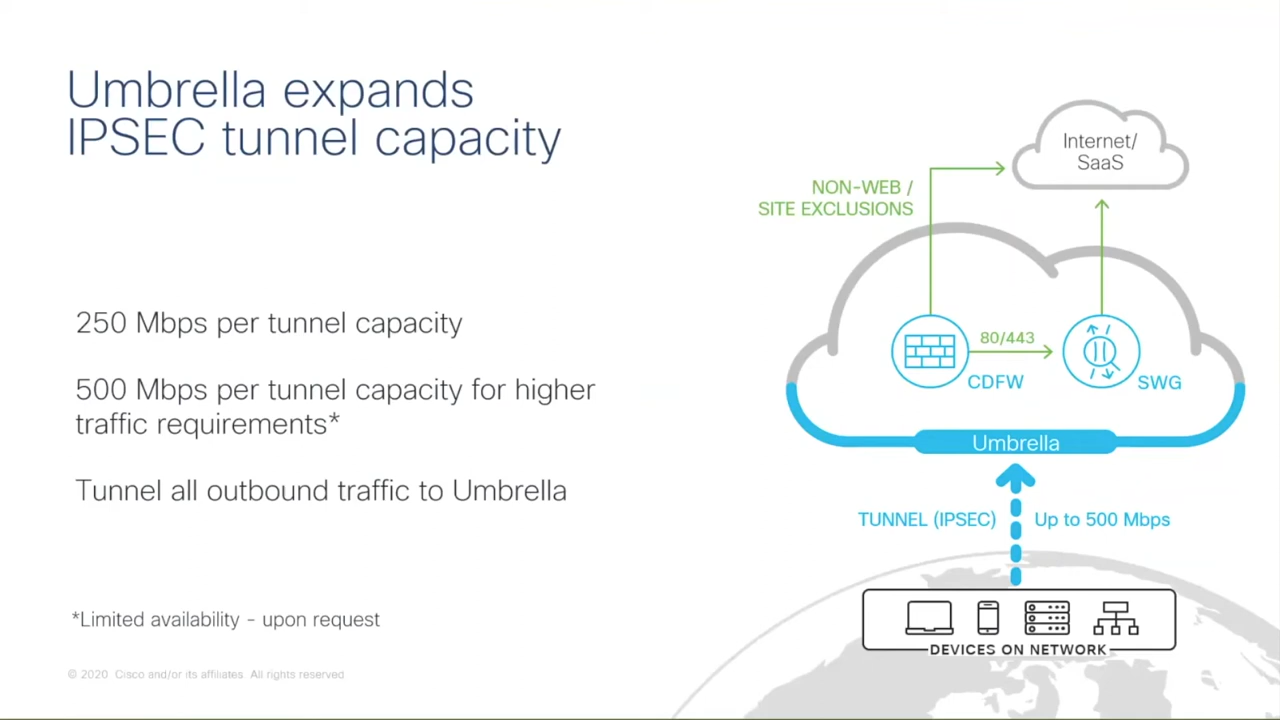 Umbrella expands
IPSEC tunnel capacity
250 Mbps per tunnel capacity
500 Mbps per tunnel capacity for higher
traffic requirements*
Tunnel all outbound traffic to Umbrella
*Limited availability - upon request
© 2020 Cisco and/or its affiliates All rights reserved
Internet/
SaaS
NON-WEB /
SITE EXCLUSIONS
80/443
CDFW
SWG
Umbrella
TUNNEL (IPSEC)
Up to 500 Mbps
DEVICES ON NETWORK